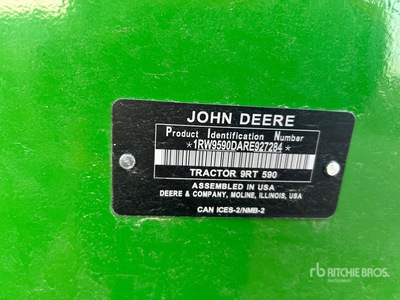 JOHN DEERE
Product Identification Number
*1RW9590DARE927284*
TRACTOR 9RT 590
ASSEMBLED IN USA
DEERE & COMPANY, MOLINE, ILLINOIS, USA
CAN ICES-2/NMB-2
rb RITCHIE BROS.